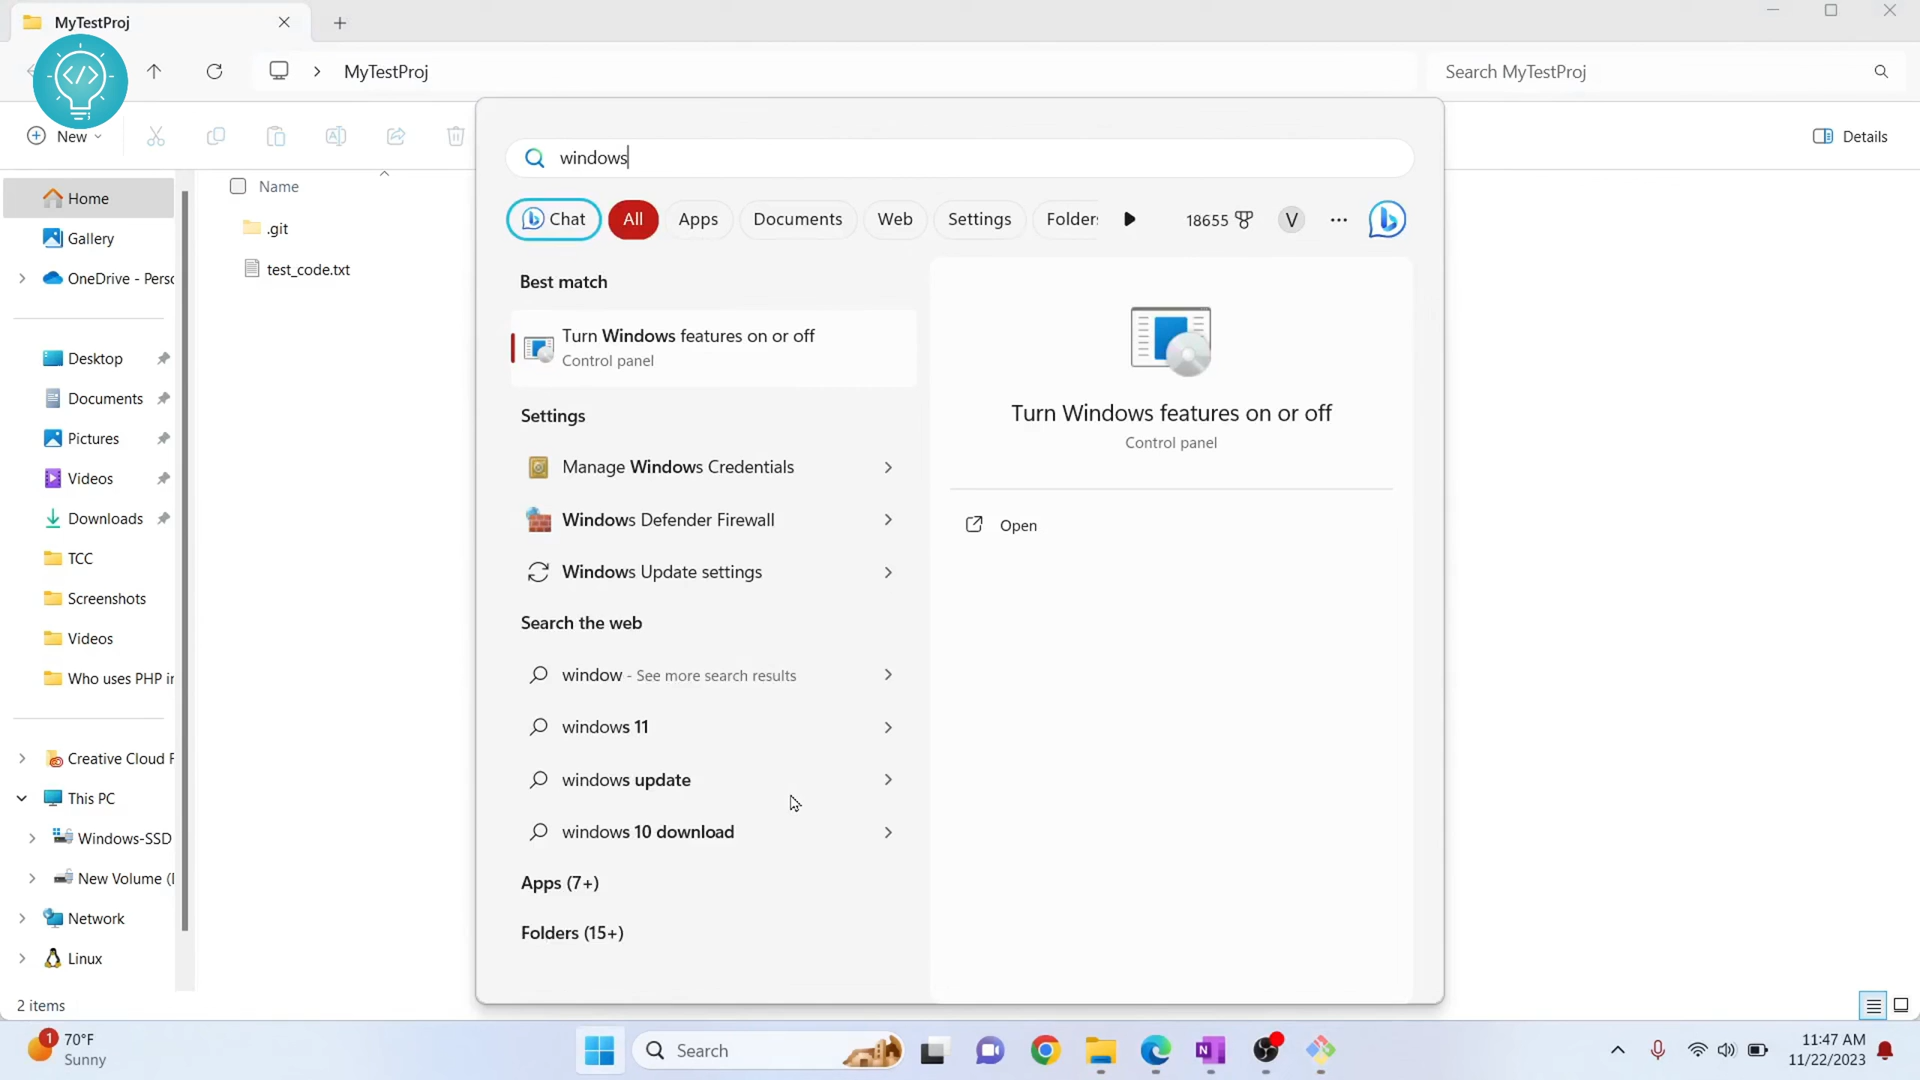 MyTestProj
MyTestProj
Search MyTestProj
New
Details
windows
Chat
All
Apps
Documents
Web
Settings
Folders
18655
V
Home
Gallery
OneDrive - Perso
Desktop
Documents
Pictures
Videos
Downloads
TCC
Screenshots
Videos
Who uses PHP in
Creative Cloud F
This PC
Windows-SSD
New Volume (
Network
Linux
Name
.git
test_code.txt
Best match
Turn Windows features on or off
Control panel
Settings
Manage Windows Credentials
Windows Defender Firewall
Windows Update settings
Search the web
window - See more search results
windows 11
windows update
windows 10 download
Apps (7+)
Folders (15+)
Turn Windows features on or off
Control panel
Open
2 items
1
70°F
Sunny
Search
11:47 AM
11/22/2023